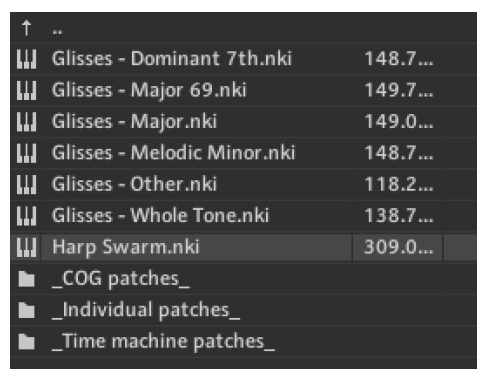 ↑ ..
Glisses - Dominant 7th.nki 148.7...
Glisses - Major 69.nki 149.7...
Glisses - Major.nki 149.0...
Glisses - Melodic Minor.nki 148.7...
Glisses - Other.nki 118.2...
Glisses - Whole Tone.nki 138.7...
Harp Swarm.nki 309.0...
_COG patches_
_Individual patches_
_Time machine patches_